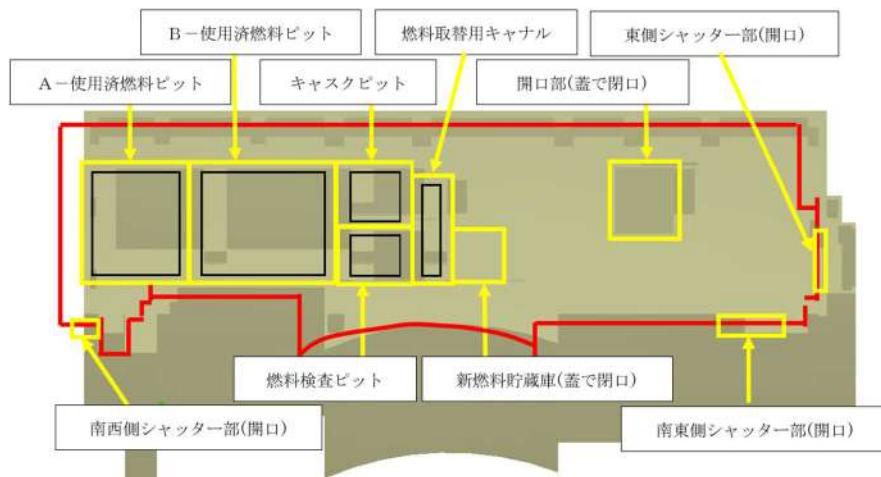 B－使用済燃料ピット
燃料取替用キャナル
東側シャッター部(開口)
A－使用済燃料ピット
キャスクピット
開口部(蓋で閉口)
燃料検査ピット
新燃料貯蔵庫(蓋で閉口)
南西側シャッター部(開口)
南東側シャッター部(開口)